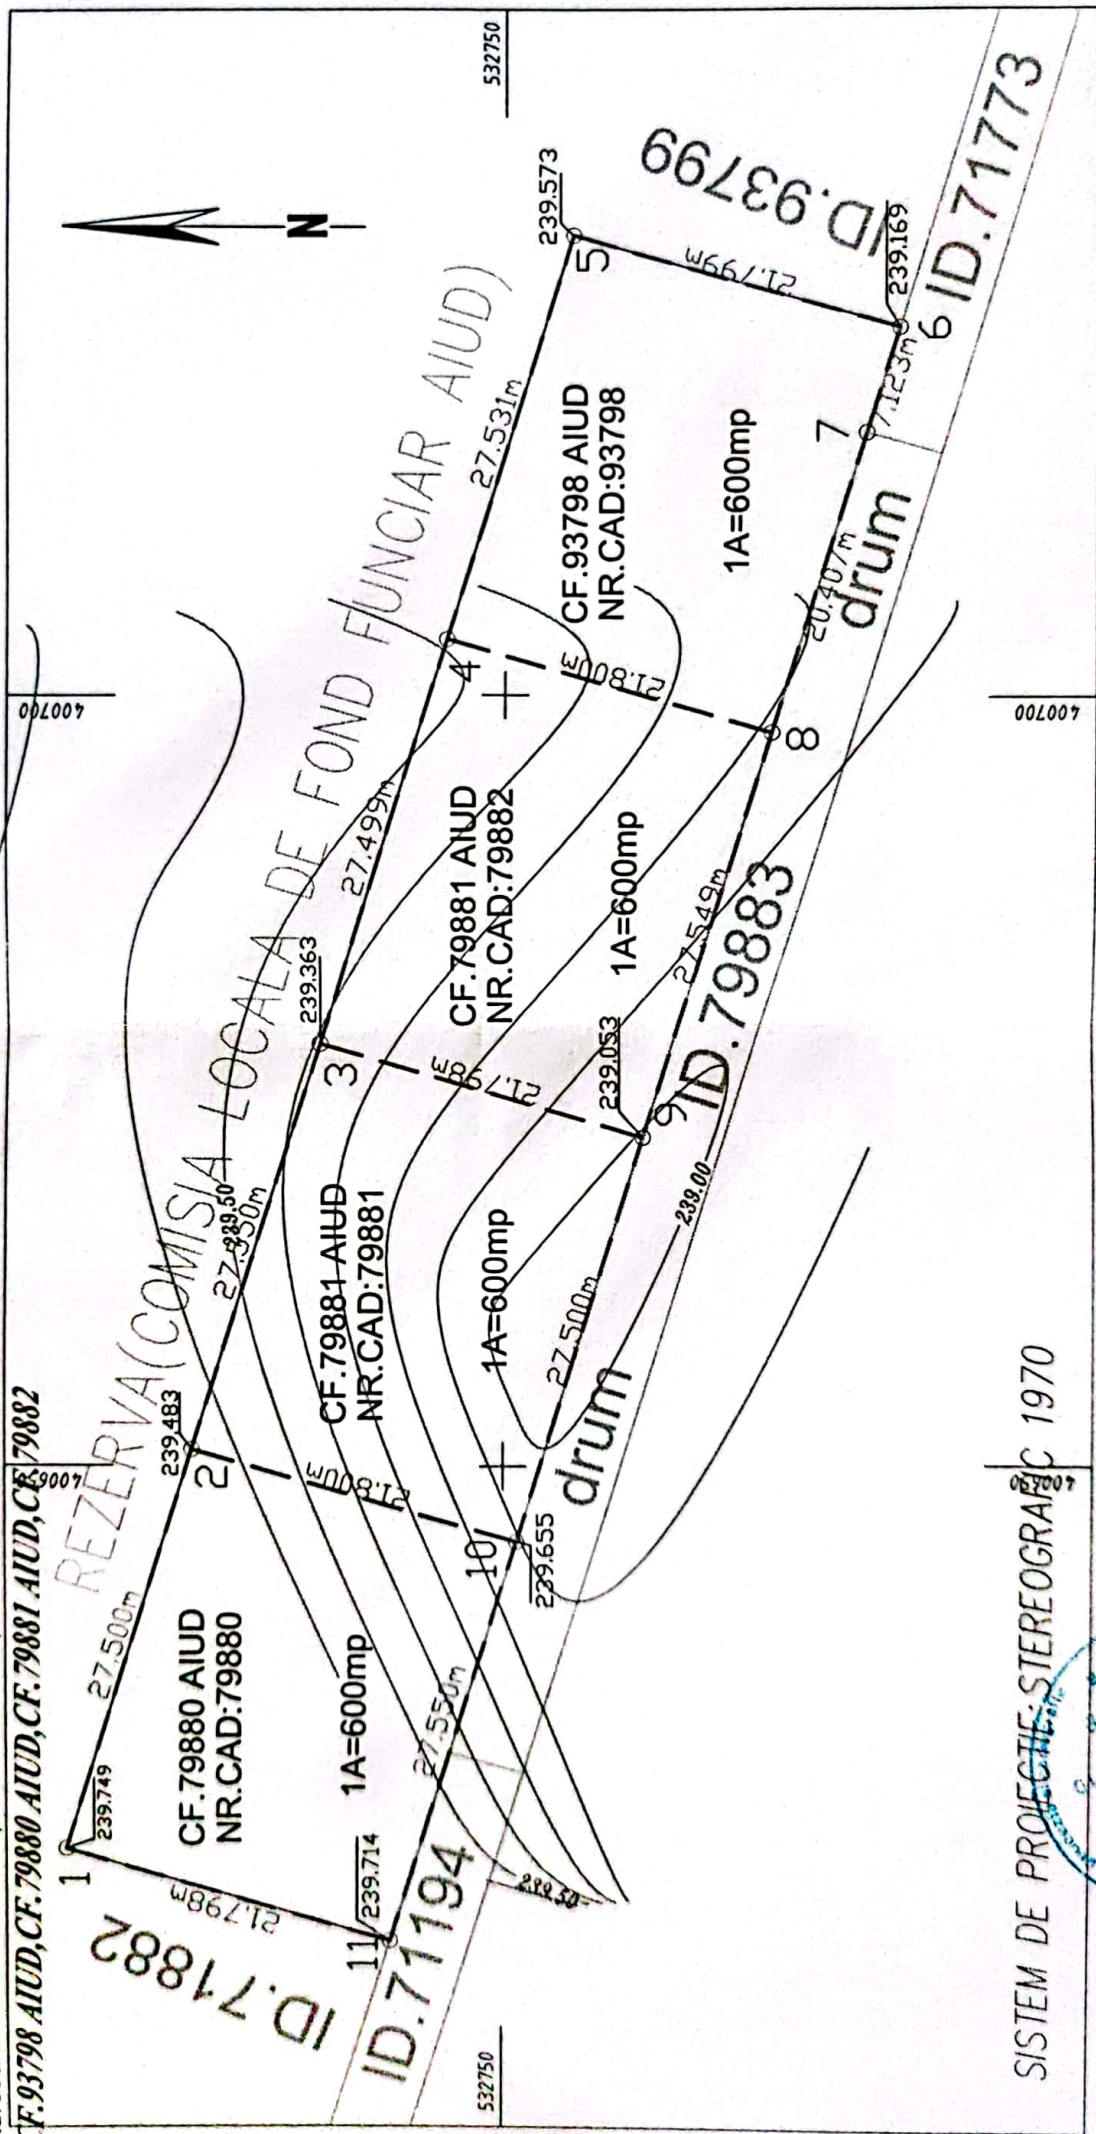 CF.93798 AIUD,CF.79880 AIUD,CF.79881 AIUD,CF.79882
REZERVA(COMISIA LOCALA DE FOND FUNCIAR AIUD)
N
400700
532750
532750
400700
1
239.749
27.500m
2
239.483
27.550m
239.50
3
239.363
27.499m
4
27.531m
5
239.573
ID.71882
21.798m
CF.79880 AIUD
NR.CAD:79880
1A=600mp
21.800m
CF.79881 AIUD
NR.CAD:79881
1A=600mp
21.798m
CF.79881 AIUD
NR.CAD:79882
1A=600mp
21.800m
CF.93798 AIUD
NR.CAD:93798
1A=600mp
21.799m
ID.93799
11
239.714
27.550m
10
239.655
27.500m
9
239.053
27.549m
8
20.407m
7
7.123m
6
239.169
ID.71194
drum
239.00
ID.79883
drum
ID.71773
SISTEM DE PROIECTIE: STEREOGRAFIC 1970